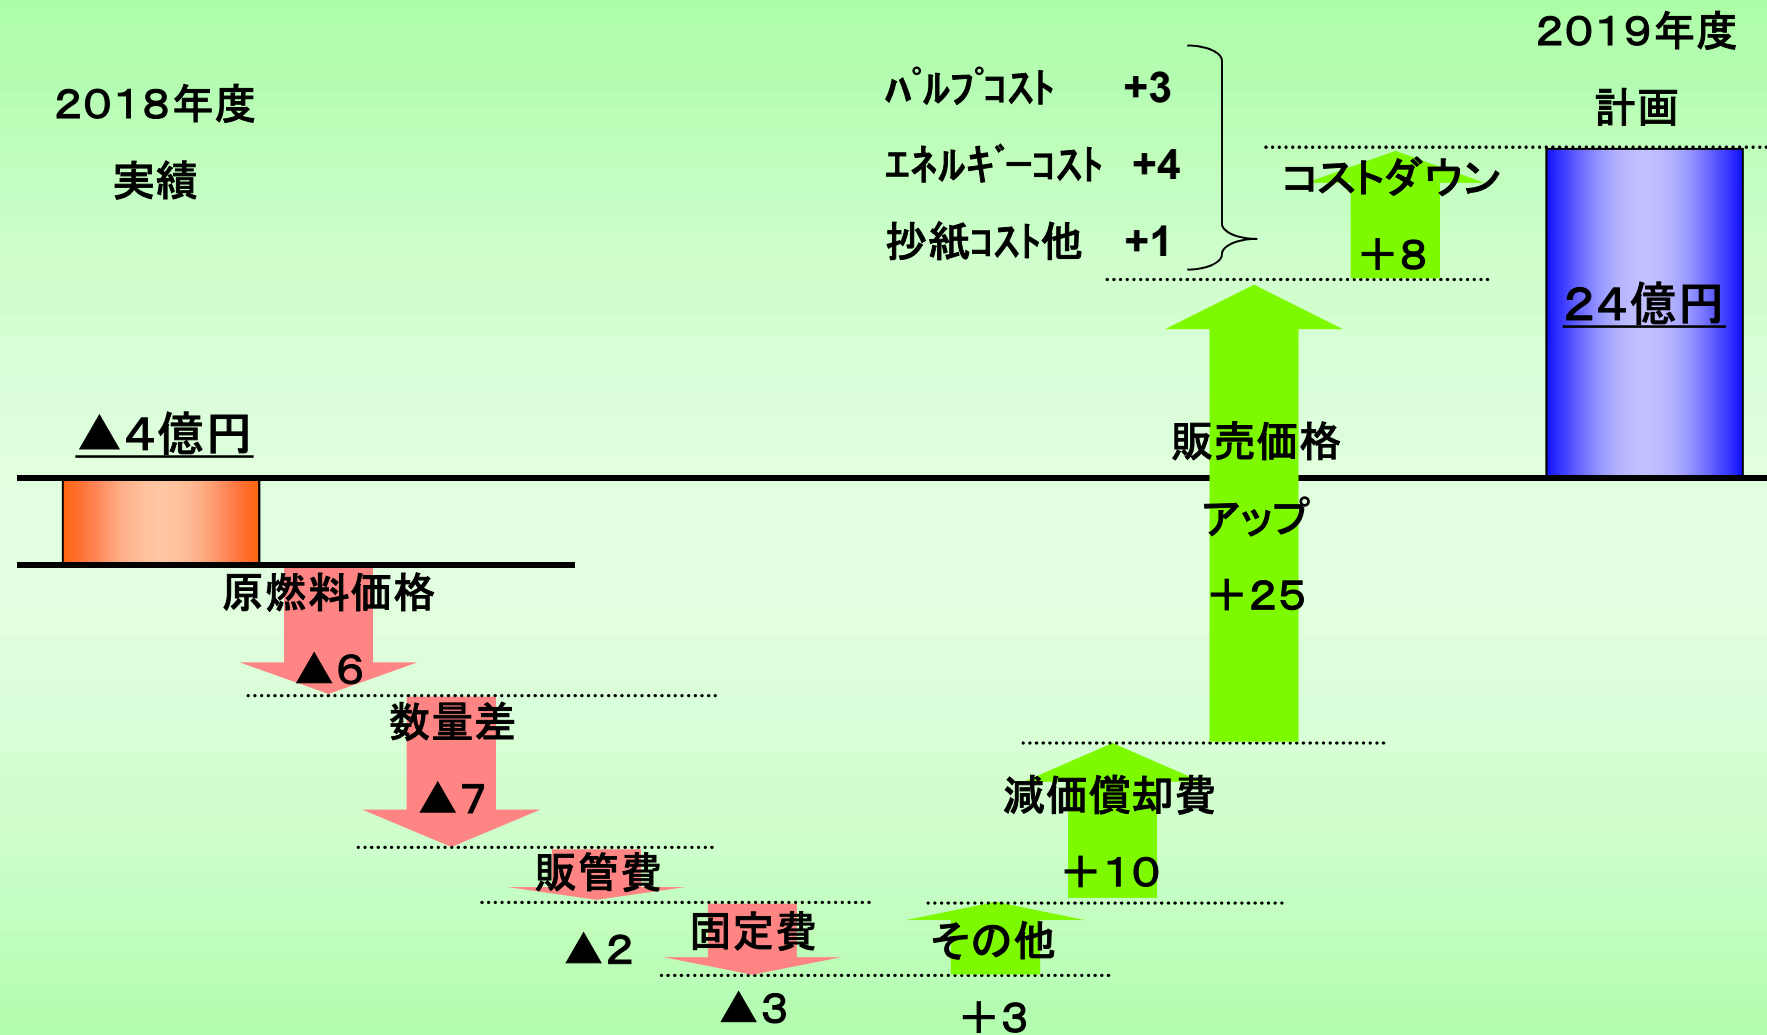 2018年度
実績
▲4億円
原燃料価格
▲6
数量差
▲7
販管費
▲2
固定費
▲3
その他
+3
減価償却費
+10
販売価格
アップ
+25
ﾊﾟﾙﾌﾟｺｽﾄ +3
ｴﾈﾙｷﾞｰｺｽﾄ +4
抄紙ｺｽﾄ他 +1
コストダウン
+8
2019年度
計画
24億円